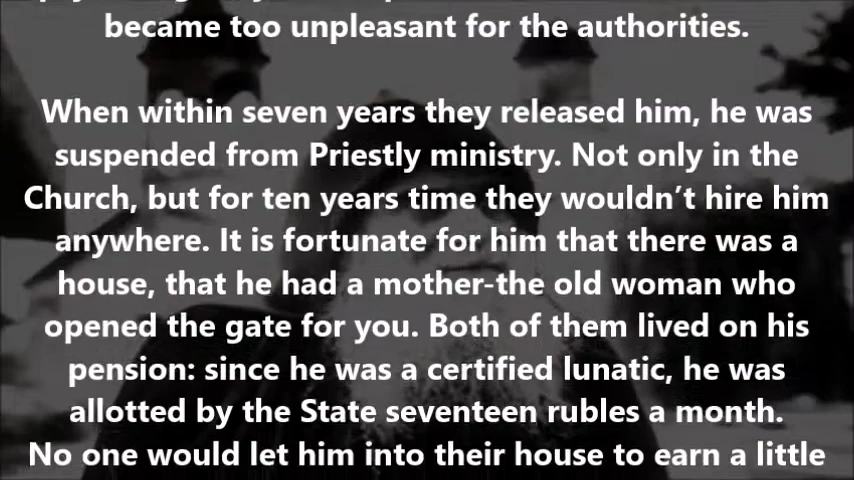 became too unpleasant for the authorities.
When within seven years they released him, he was
suspended from Priestly ministry. Not only in the
Church, but for ten years time they wouldn’t hire him
anywhere. It is fortunate for him that there was a
house, that he had a mother-the old woman who
opened the gate for you. Both of them lived on his
pension: since he was a certified lunatic, he was
allotted by the State seventeen rubles a month.
No one would let him into their house to earn a little